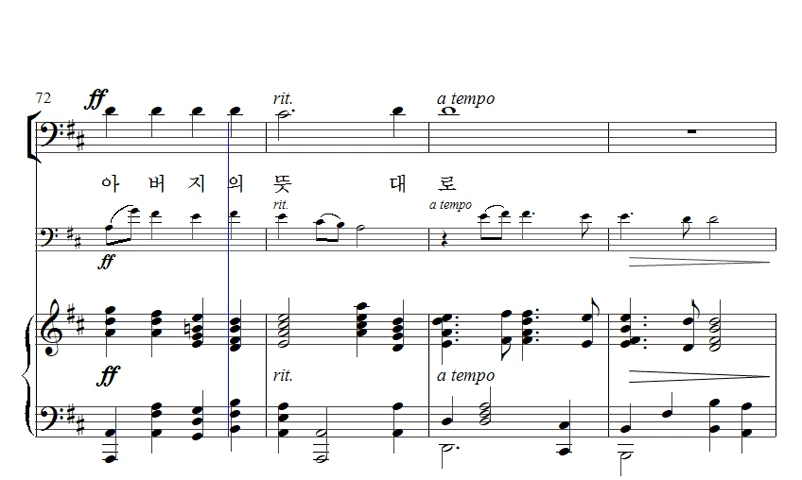 72 ff rit. a tempo
아 버 지 의 뜻 대 로
rit. a tempo
ff
ff rit. a tempo